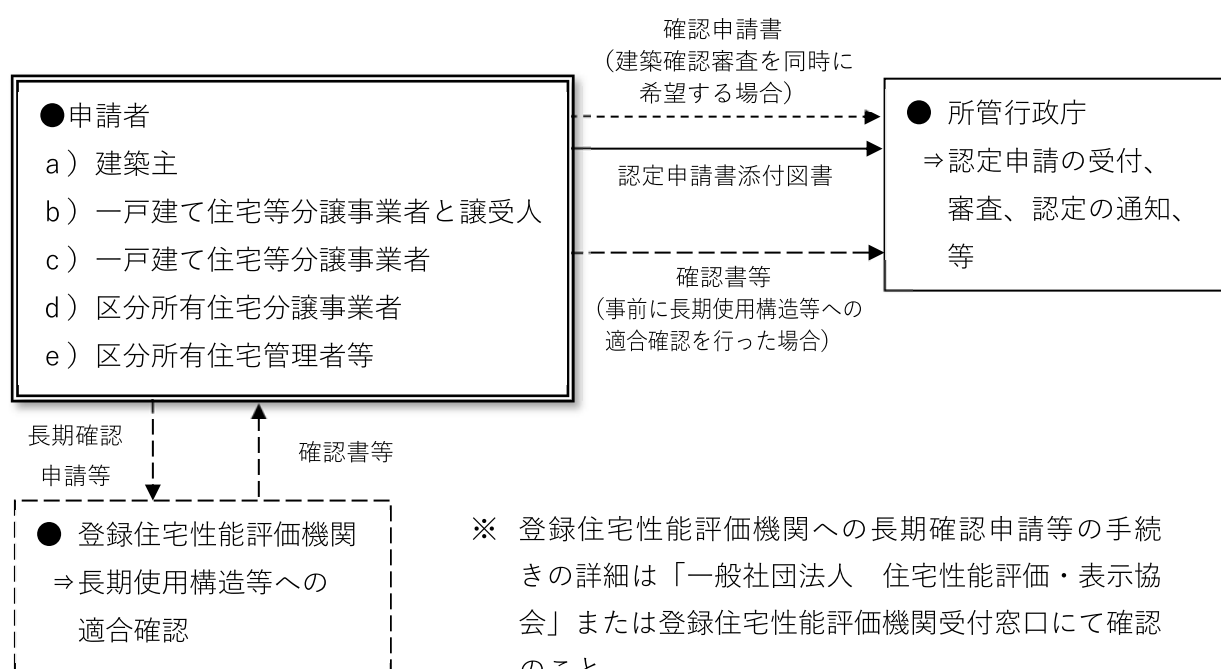 確認申請書
（建築確認審査を同時に
希望する場合）
●申請者
a）建築主
b）一戸建て住宅等分譲事業者と譲受人
c）一戸建て住宅等分譲事業者
d）区分所有住宅分譲事業者
e）区分所有住宅管理者等
認定申請書添付図書
確認書等
（事前に長期使用構造等への
適合確認を行った場合）
● 所管行政庁
⇒認定申請の受付、
審査、認定の通知、
等
長期確認
申請等
確認書等
● 登録住宅性能評価機関
⇒長期使用構造等への
適合確認
※ 登録住宅性能評価機関への長期確認申請等の手続
きの詳細は「一般社団法人　住宅性能評価・表示協
会」または登録住宅性能評価機関受付窓口にて確認
のこと